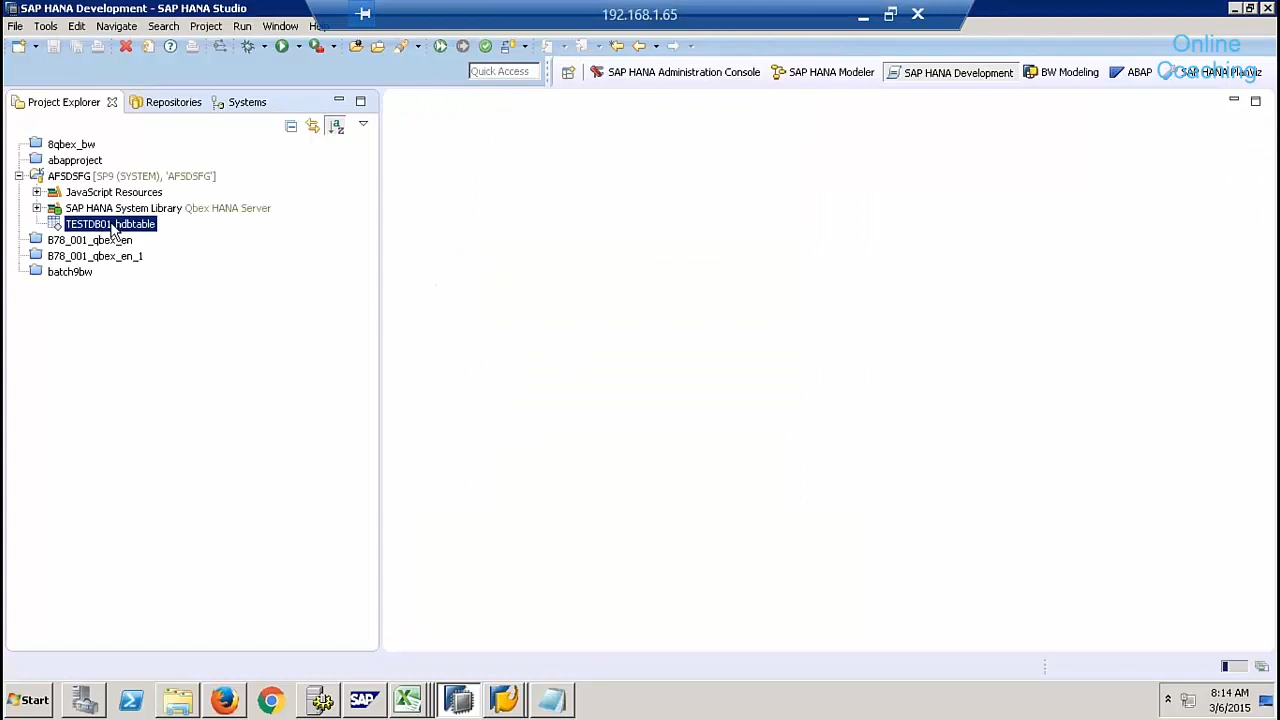 SAP HANA Development - SAP HANA Studio
192.168.1.65
File Tools Edit Navigate Search Project Run Window
Online
Quick Access
SAP HANA Administration Console SAP HANA Modeler SAP HANA Development BW Modeling ABAP
Coaching
Project Explorer Repositories Systems
8qbex_bw
abapproject
AFSDSFG [SP9 (SYSTEM), 'AFSDSFG']
JavaScript Resources
SAP HANA System Library Qbex HANA Server
TESTDB01.hdbtable
B78_001_qbex_en
B78_001_qbex_en_1
batch9bw
Start
SAP
8:14 AM
3/6/2015